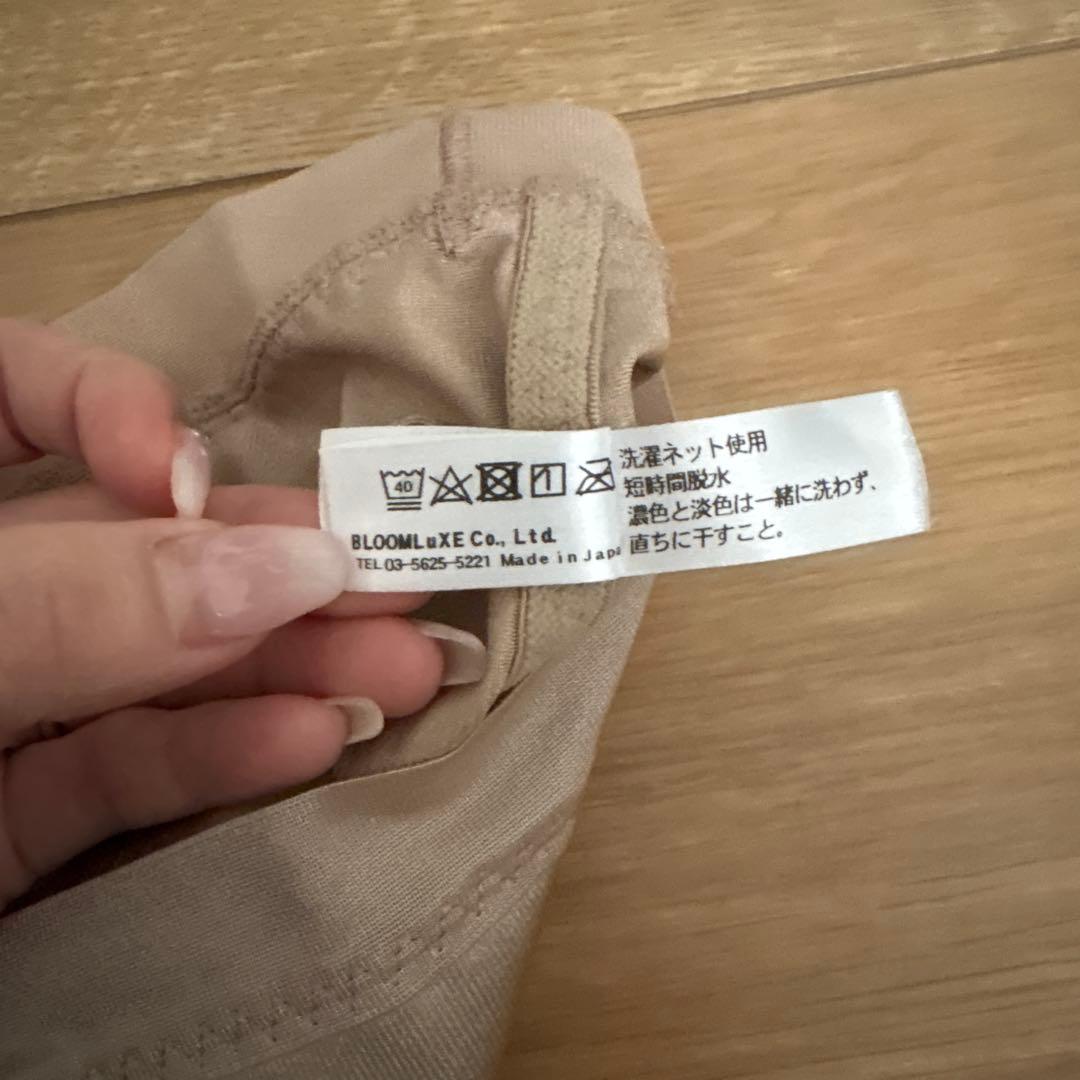 40
BLOOMLuXE Co., Ltd.
TEL 03-5625-5221 Made in Japa
洗濯ネット使用
短時間脱水
濃色と淡色は一緒に洗わず、
直ちに干すこと。